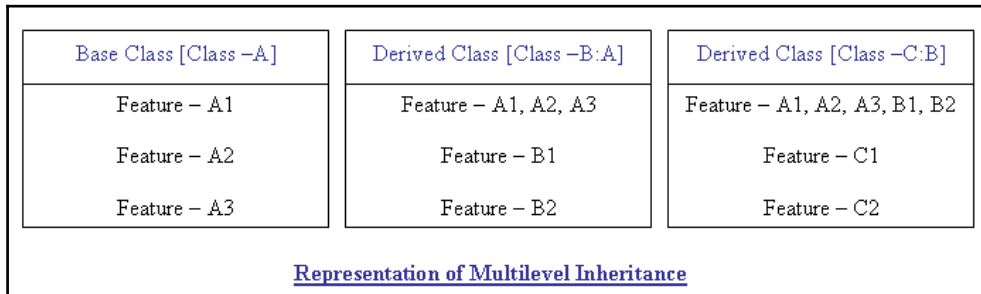 Base Class [Class –A]
Feature – A1
Feature – A2
Feature – A3
Derived Class [Class –B:A]
Feature – A1, A2, A3
Feature – B1
Feature – B2
Derived Class [Class –C:B]
Feature – A1, A2, A3, B1, B2
Feature – C1
Feature – C2
Representation of Multilevel Inheritance